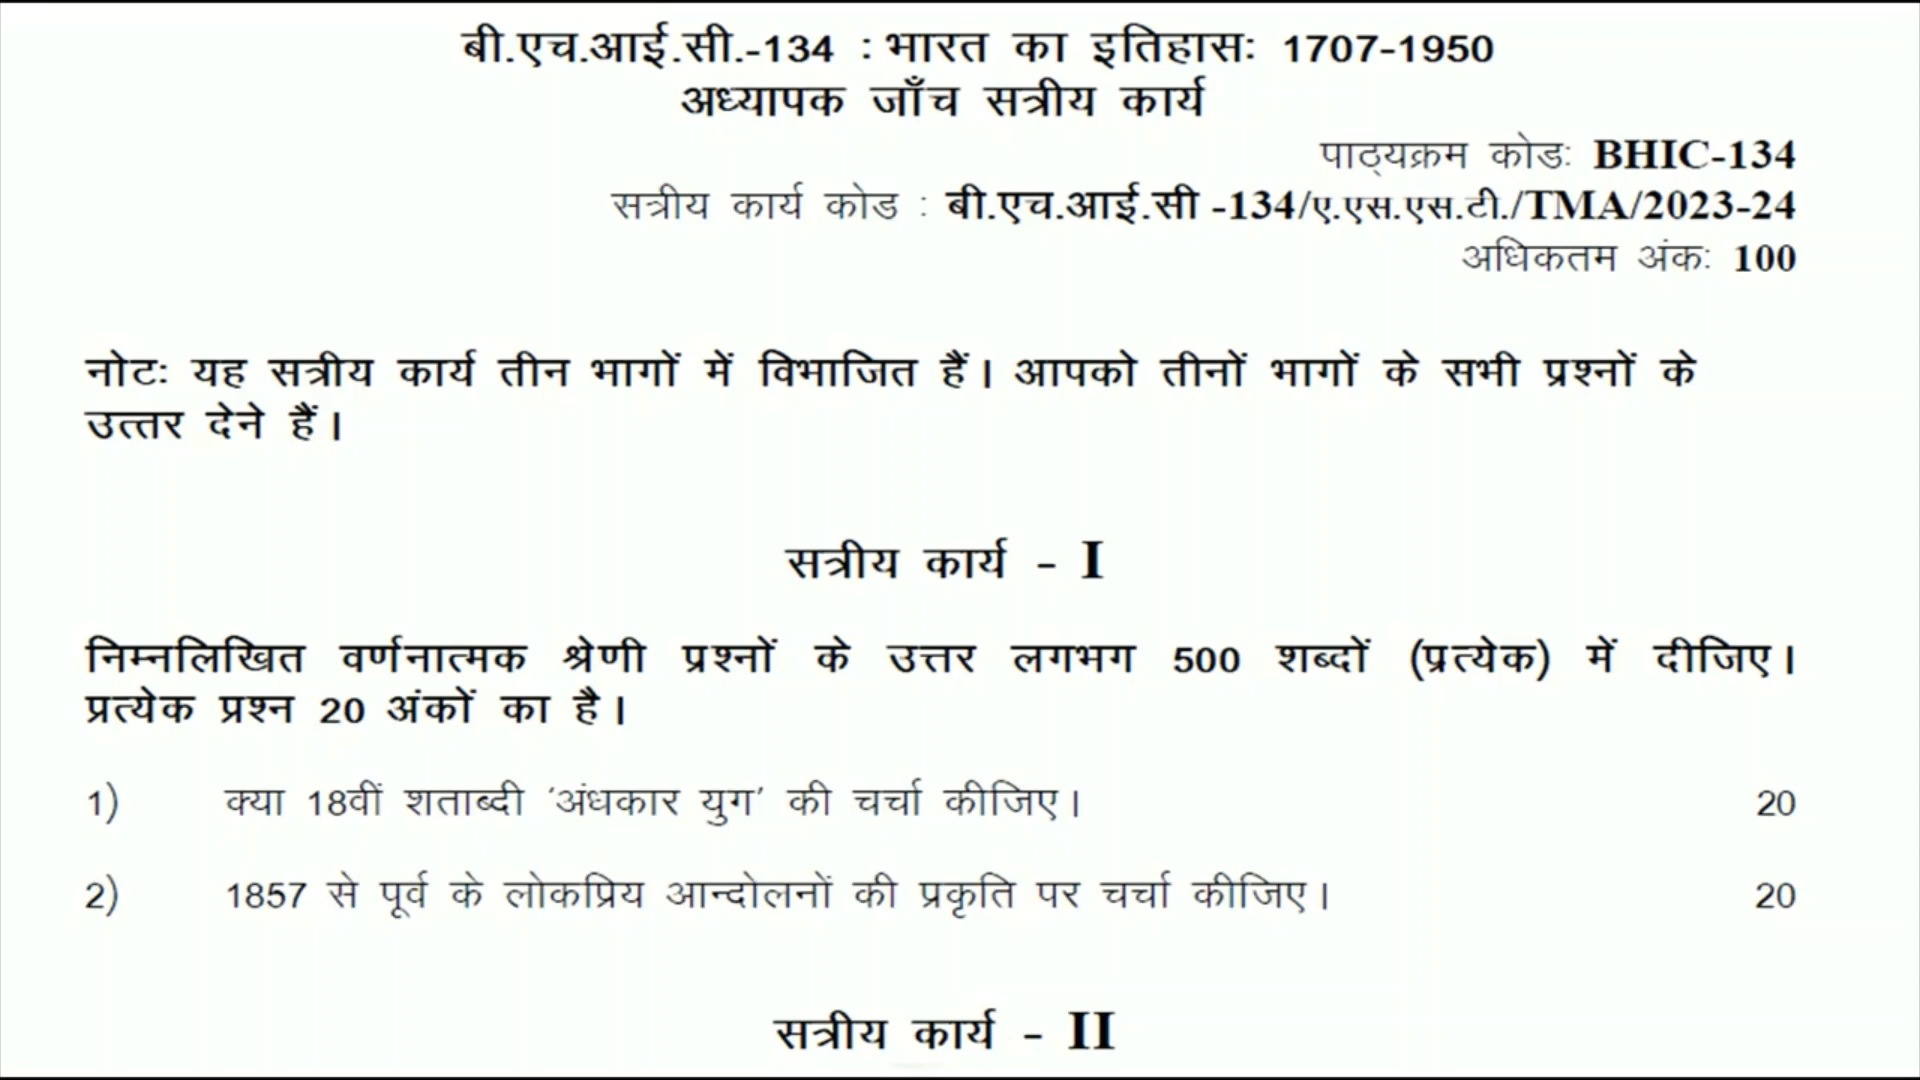 बी.एच.आई.सी.-134 : भारत का इतिहासः 1707-1950
अध्यापक जाँच सत्रीय कार्य
पाठ्यक्रम कोडः BHIC-134
सत्रीय कार्य कोड : बी.एच.आई.सी -134/ए.एस.एस.टी./TMA/2023-24
अधिकतम अंकः 100
नोटः यह सत्रीय कार्य तीन भागों में विभाजित हैं। आपको तीनों भागों के सभी प्रश्नों के
उत्तर देने हैं।
सत्रीय कार्य - I
निम्नलिखित वर्णनात्मक श्रेणी प्रश्नों के उत्तर लगभग 500 शब्दों (प्रत्येक) में दीजिए।
प्रत्येक प्रश्न 20 अंकों का है।
1) क्या 18वीं शताब्दी 'अंधकार युग' की चर्चा कीजिए। 20
2) 1857 से पूर्व के लोकप्रिय आन्दोलनों की प्रकृति पर चर्चा कीजिए। 20
सत्रीय कार्य - II